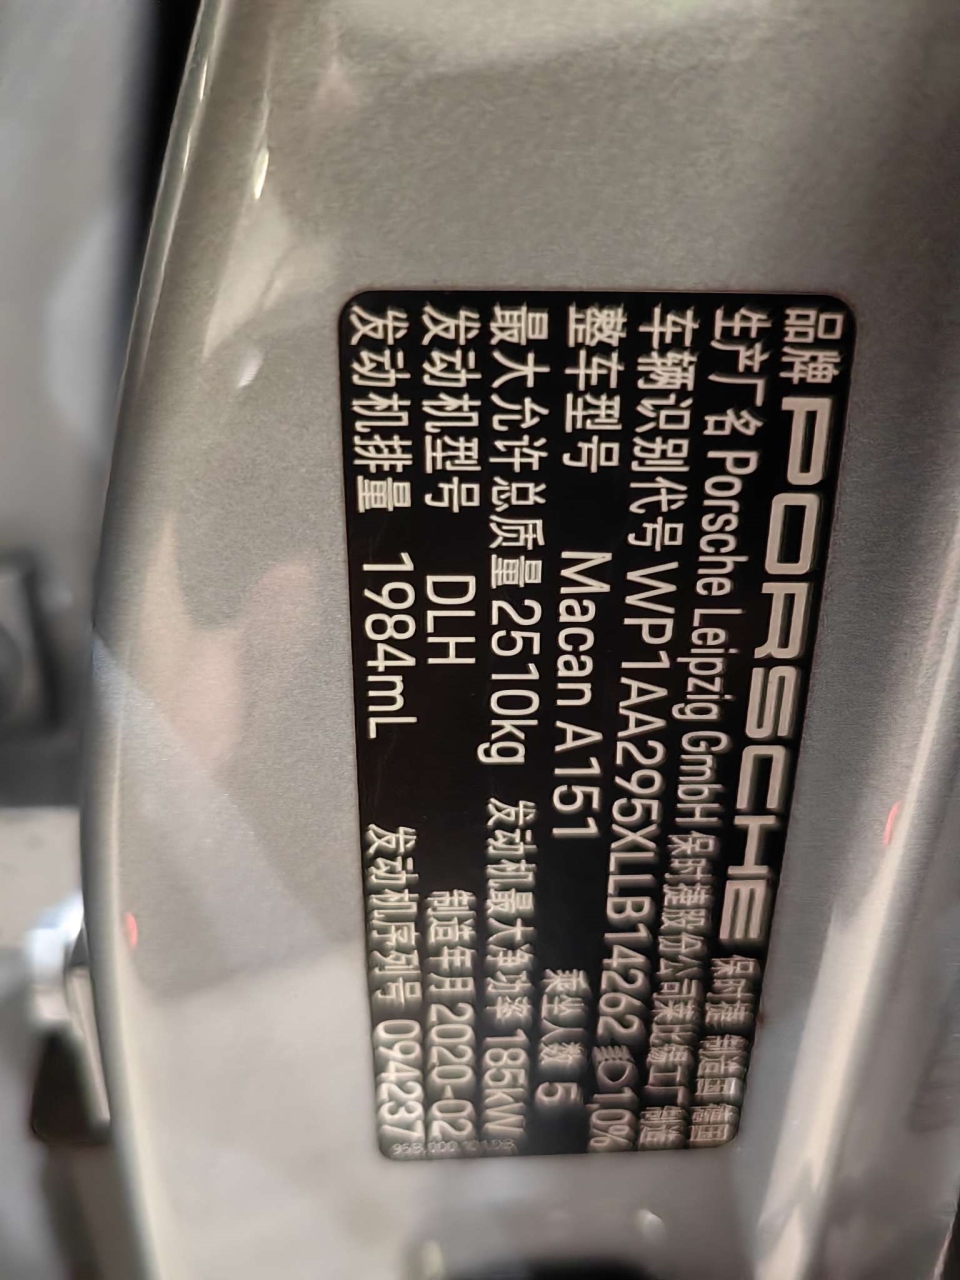 品牌 PORSCHE 保时捷 制造国 德国
生产厂名 Porsche Leipzig GmbH 保时捷股份公司莱比锡工厂制造
车辆识别代号 WP1AA295XLLB14262 1,0%
整车型号 Macan A151 乘坐人数 5
最大允许总质量 2510kg 发动机最大净功率 185kW
发动机型号 DLH 制造年月 2020-02
发动机排量 1984mL 发动机序列号 094237